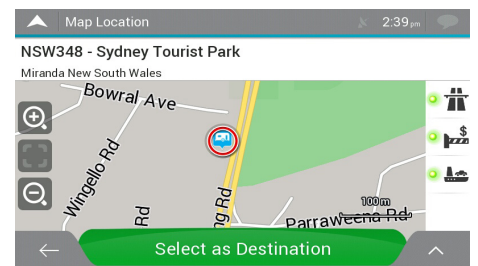 Map Location
2:39 pm
NSW348 - Sydney Tourist Park
Miranda New South Wales
Bowral Ave
$
Wingello Rd
Rd
Rd
100 m
Parraweena Rd
Select as Destination